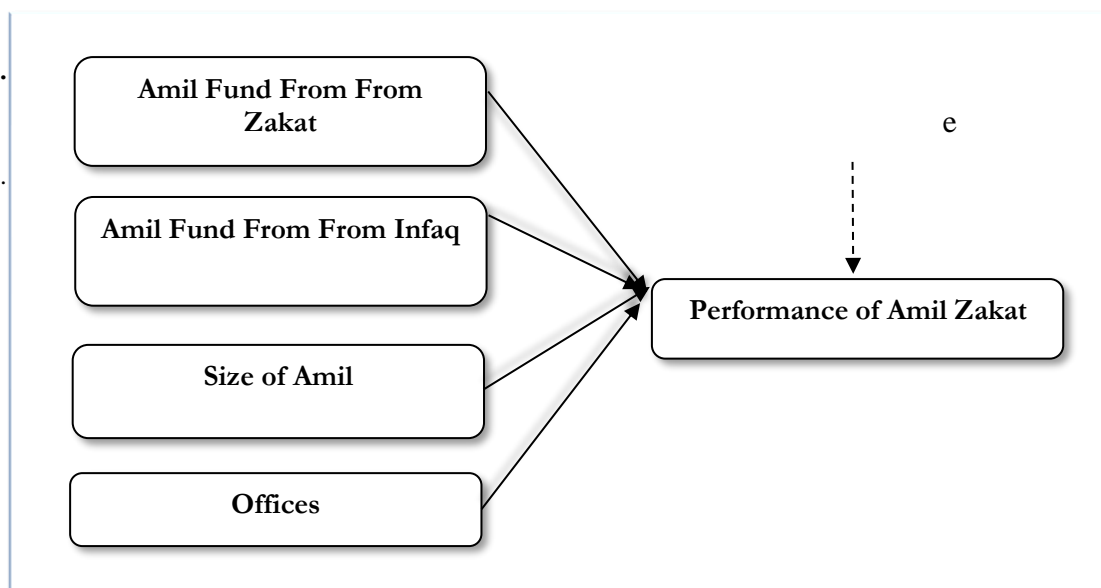 Amil Fund From From
Zakat
e
Amil Fund From From Infaq
Performance of Amil Zakat
Size of Amil
Offices